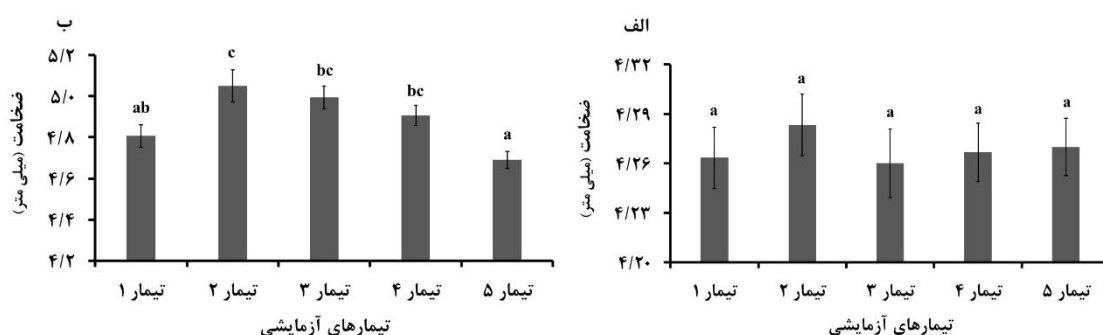 الف
ضخامت (میلی متر)
۴/۳۲
۴/۲۹
۴/۲۶
۴/۲۳
۴/۲۰
a
a
a
a
a
تیمار ۱
تیمار ۲
تیمار ۳
تیمار ۴
تیمار ۵
تیمارهای آزمایشی
ب
ضخامت (میلی متر)
۵/۲
۵/۰
۴/۸
۴/۶
۴/۴
۴/۲
ab
c
bc
bc
a
تیمار ۱
تیمار ۲
تیمار ۳
تیمار ۴
تیمار ۵
تیمارهای آزمایشی